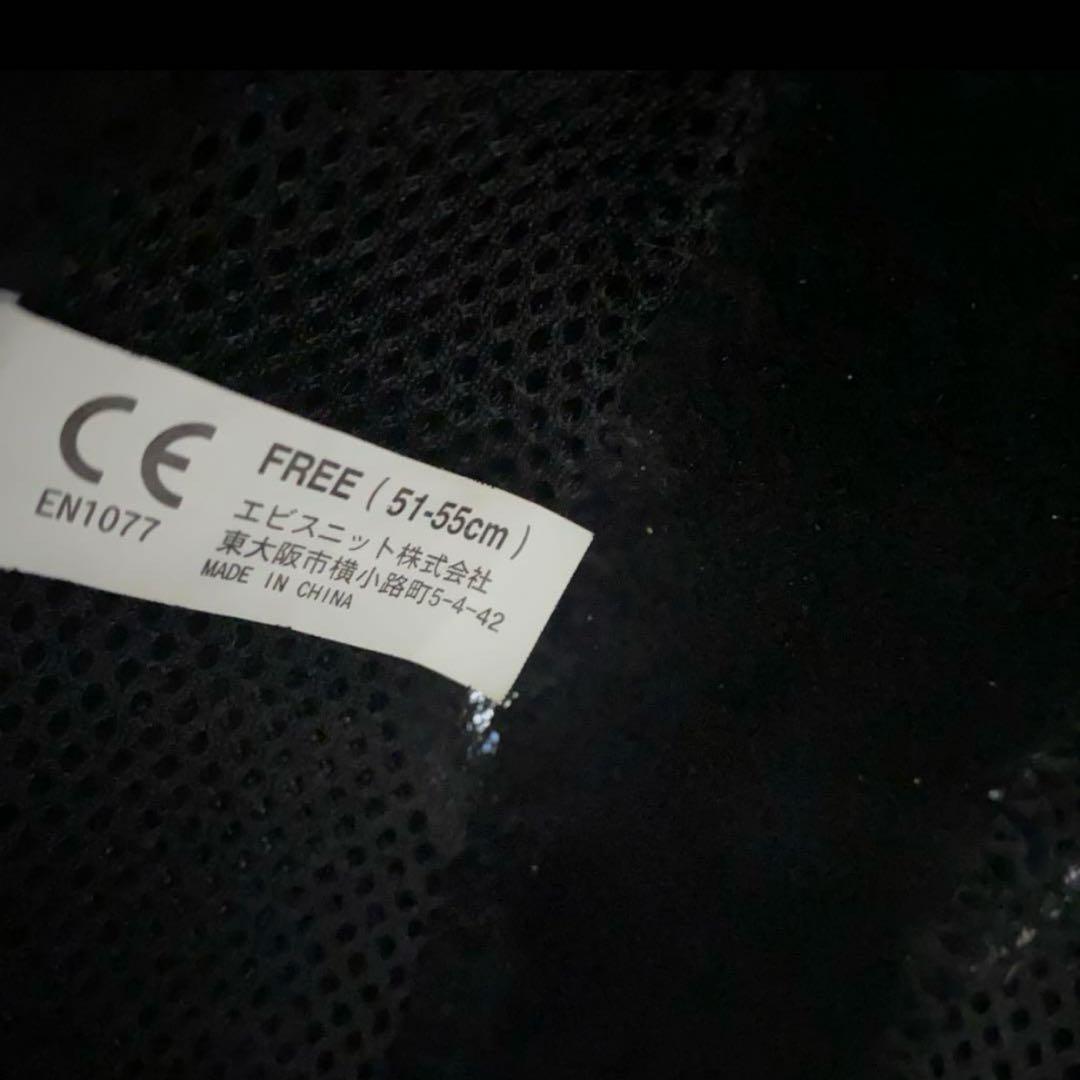 CE
EN1077
FREE ( 51-55cm )
エビスニット株式会社
東大阪市横小路町5-4-42
MADE IN CHINA